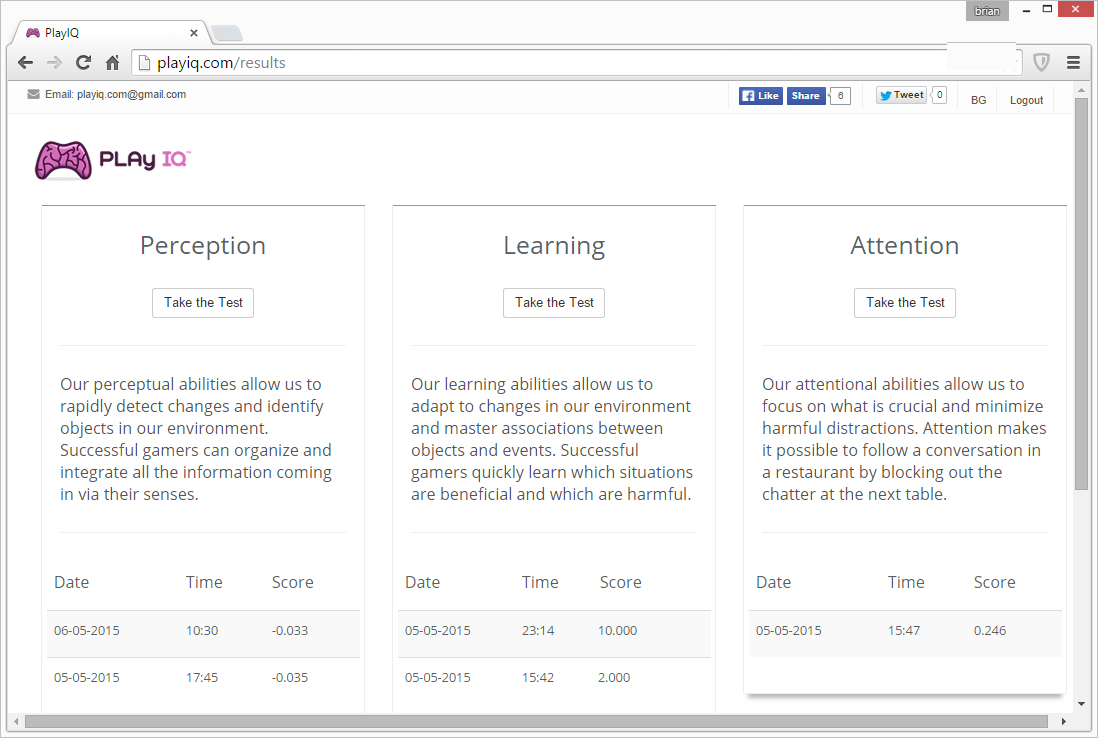 brian
PlayIQ
playiq.com/results
Email: playiq.com@gmail.com
Like Share 6 Tweet 0 BG Logout
PLAy IQ™
Perception
Take the Test
Our perceptual abilities allow us to
rapidly detect changes and identify
objects in our environment.
Successful gamers can organize and
integrate all the information coming
in via their senses.
Date Time Score
06-05-2015 10:30 -0.033
05-05-2015 17:45 -0.035
Learning
Take the Test
Our learning abilities allow us to
adapt to changes in our environment
and master associations between
objects and events. Successful
gamers quickly learn which situations
are beneficial and which are harmful.
Date Time Score
05-05-2015 23:14 10.000
05-05-2015 15:42 2.000
Attention
Take the Test
Our attentional abilities allow us to
focus on what is crucial and minimize
harmful distractions. Attention makes
it possible to follow a conversation in
a restaurant by blocking out the
chatter at the next table.
Date Time Score
05-05-2015 15:47 0.246